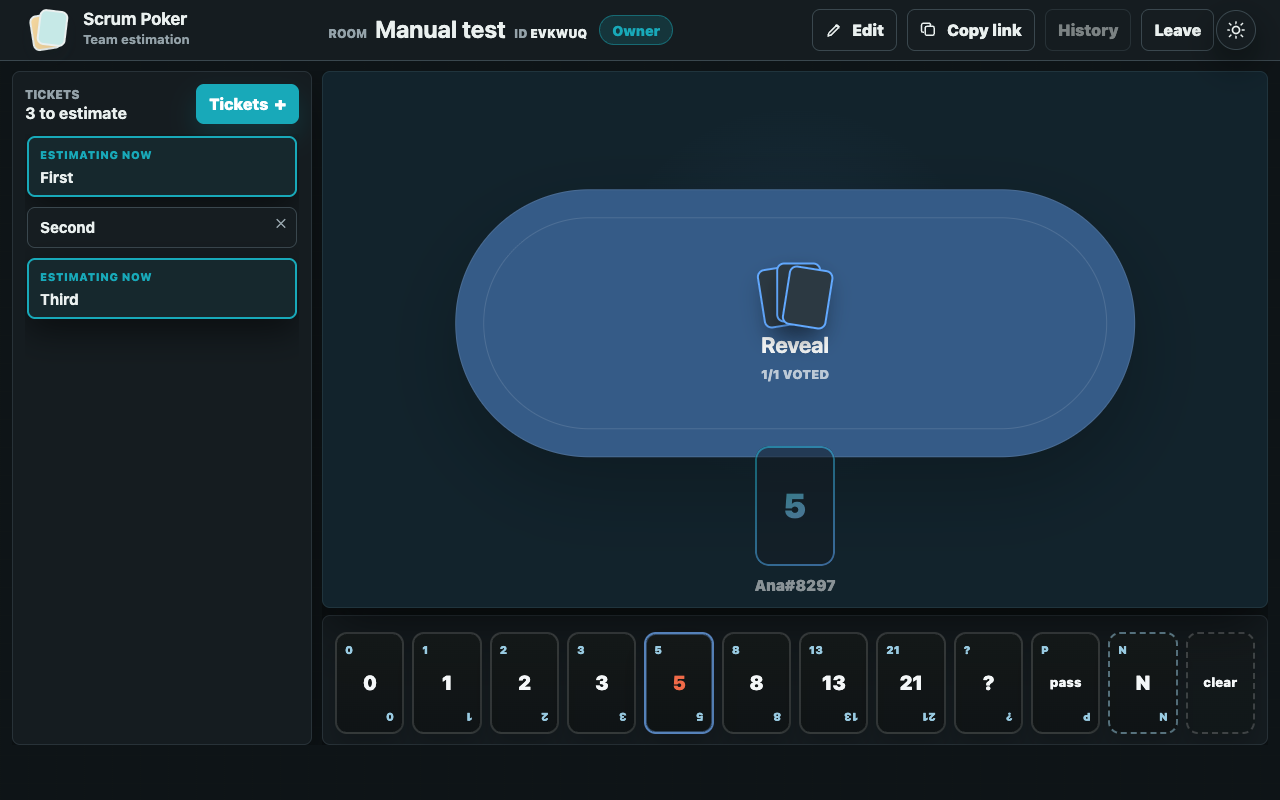 Scrum Poker
Team estimation
ROOM Manual test ID EVKWUQ Owner
Edit
Copy link
History
Leave
TICKETS
3 to estimate
Tickets +
ESTIMATING NOW
First
Second
ESTIMATING NOW
Third
Reveal
1/1 VOTED
5
Ana#8297
0
0
0
1
1
1
2
2
2
3
3
3
5
5
5
8
8
8
13
13
13
21
21
21
?
?
?
P
pass
P
N
N
N
clear